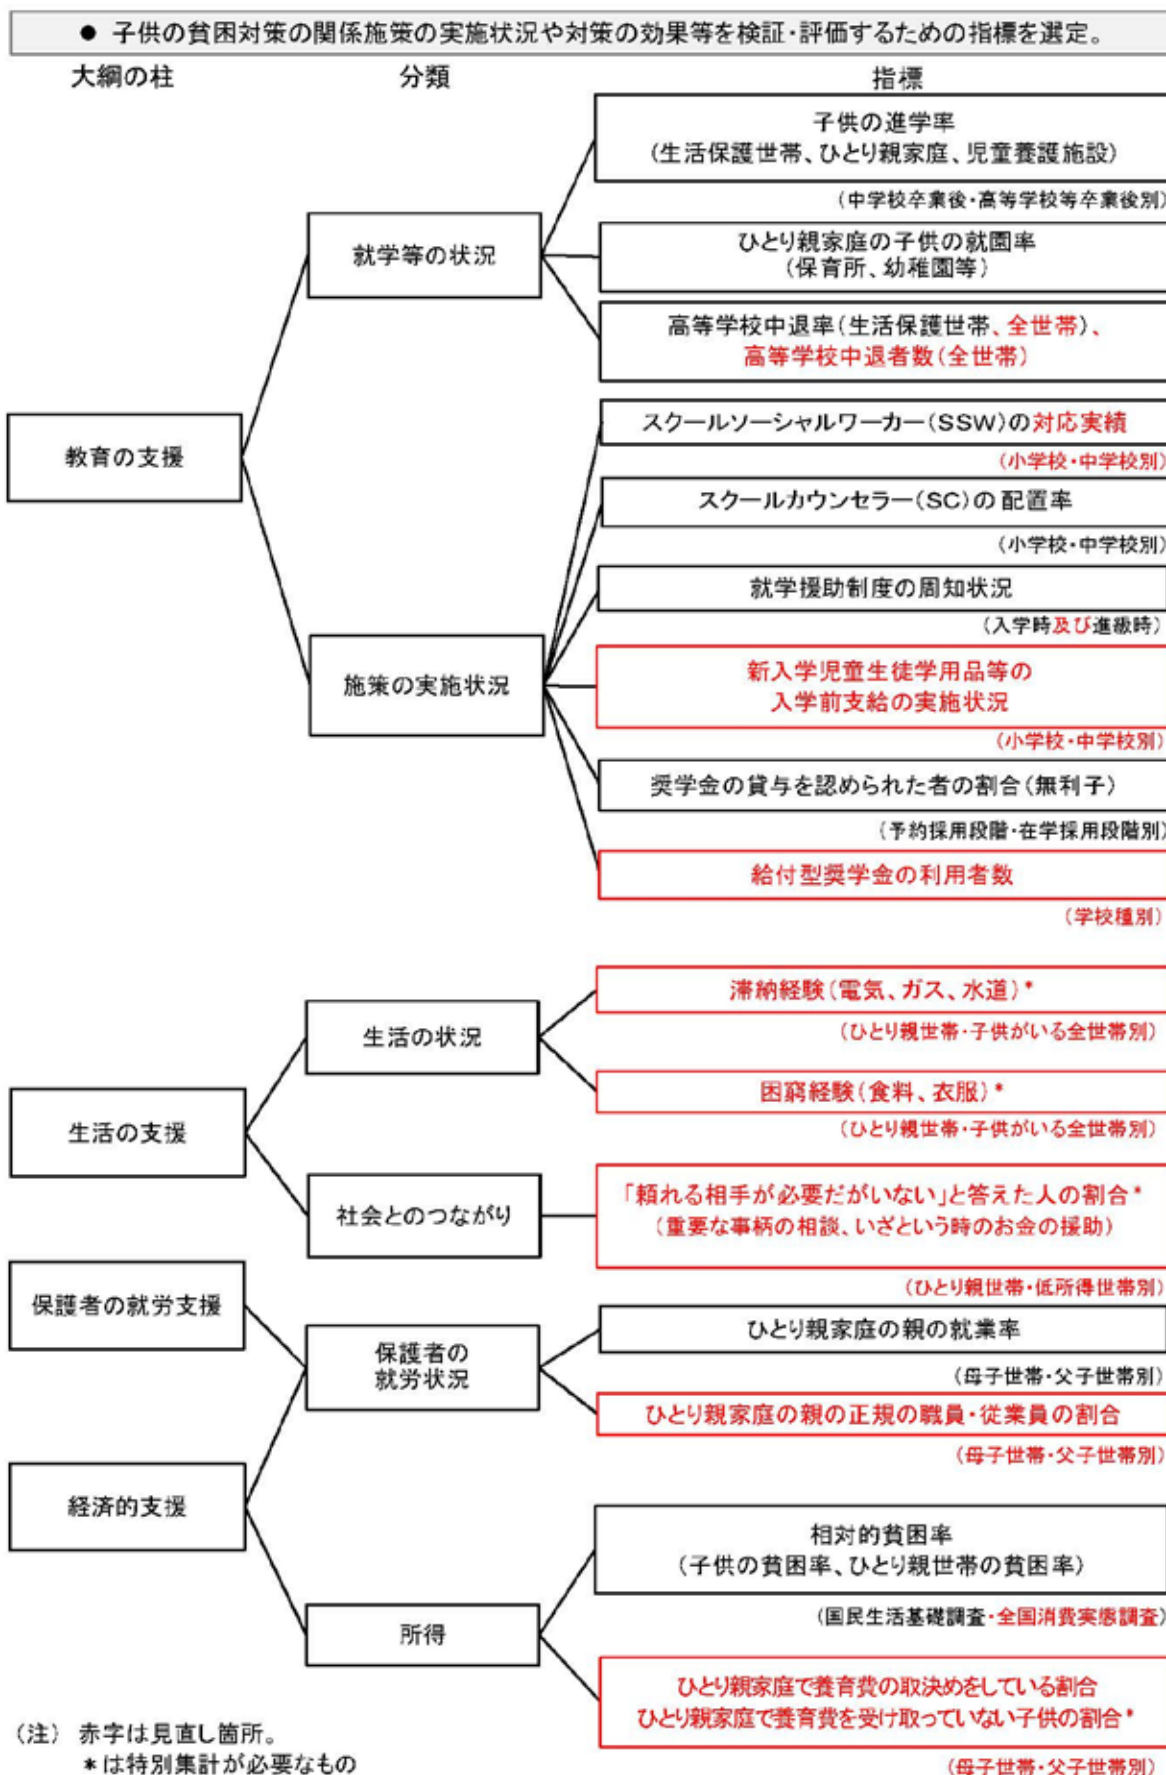 ● 子供の貧困対策の関係施策の実施状況や対策の効果等を検証・評価するための指標を選定。
大綱の柱
分類
指標
教育の支援
就学等の状況
子供の進学率
(生活保護世帯、ひとり親家庭、児童養護施設)
(中学校卒業後・高等学校等卒業後別)
ひとり親家庭の子供の就園率
(保育所、幼稚園等)
高等学校中退率(生活保護世帯、全世帯)、
高等学校中退者数(全世帯)
施策の実施状況
スクールソーシャルワーカー(SSW)の対応実績
(小学校・中学校別)
スクールカウンセラー(SC)の配置率
(小学校・中学校別)
就学援助制度の周知状況
(入学時及び進級時)
新入学児童生徒学用品等の
入学前支給の実施状況
(小学校・中学校別)
奨学金の貸与を認められた者の割合(無利子)
(予約採用段階・在学採用段階別)
給付型奨学金の利用者数
(学校種別)
生活の支援
生活の状況
滞納経験(電気、ガス、水道)*
(ひとり親世帯・子供がいる全世帯別)
困窮経験(食料、衣服)*
(ひとり親世帯・子供がいる全世帯別)
社会とのつながり
「頼れる相手が必要だがいない」と答えた人の割合*
(重要な事柄の相談、いざという時のお金の援助)
(ひとり親世帯・低所得世帯別)
保護者の就労支援
保護者の
就労状況
ひとり親家庭の親の就業率
(母子世帯・父子世帯別)
ひとり親家庭の親の正規の職員・従業員の割合
(母子世帯・父子世帯別)
経済的支援
所得
相対的貧困率
(子供の貧困率、ひとり親世帯の貧困率)
(国民生活基礎調査・全国消費実態調査)
ひとり親家庭で養育費の取決めをしている割合
ひとり親家庭で養育費を受け取っていない子供の割合*
(母子世帯・父子世帯別)
(注) 赤字は見直し箇所。
*は特別集計が必要なもの